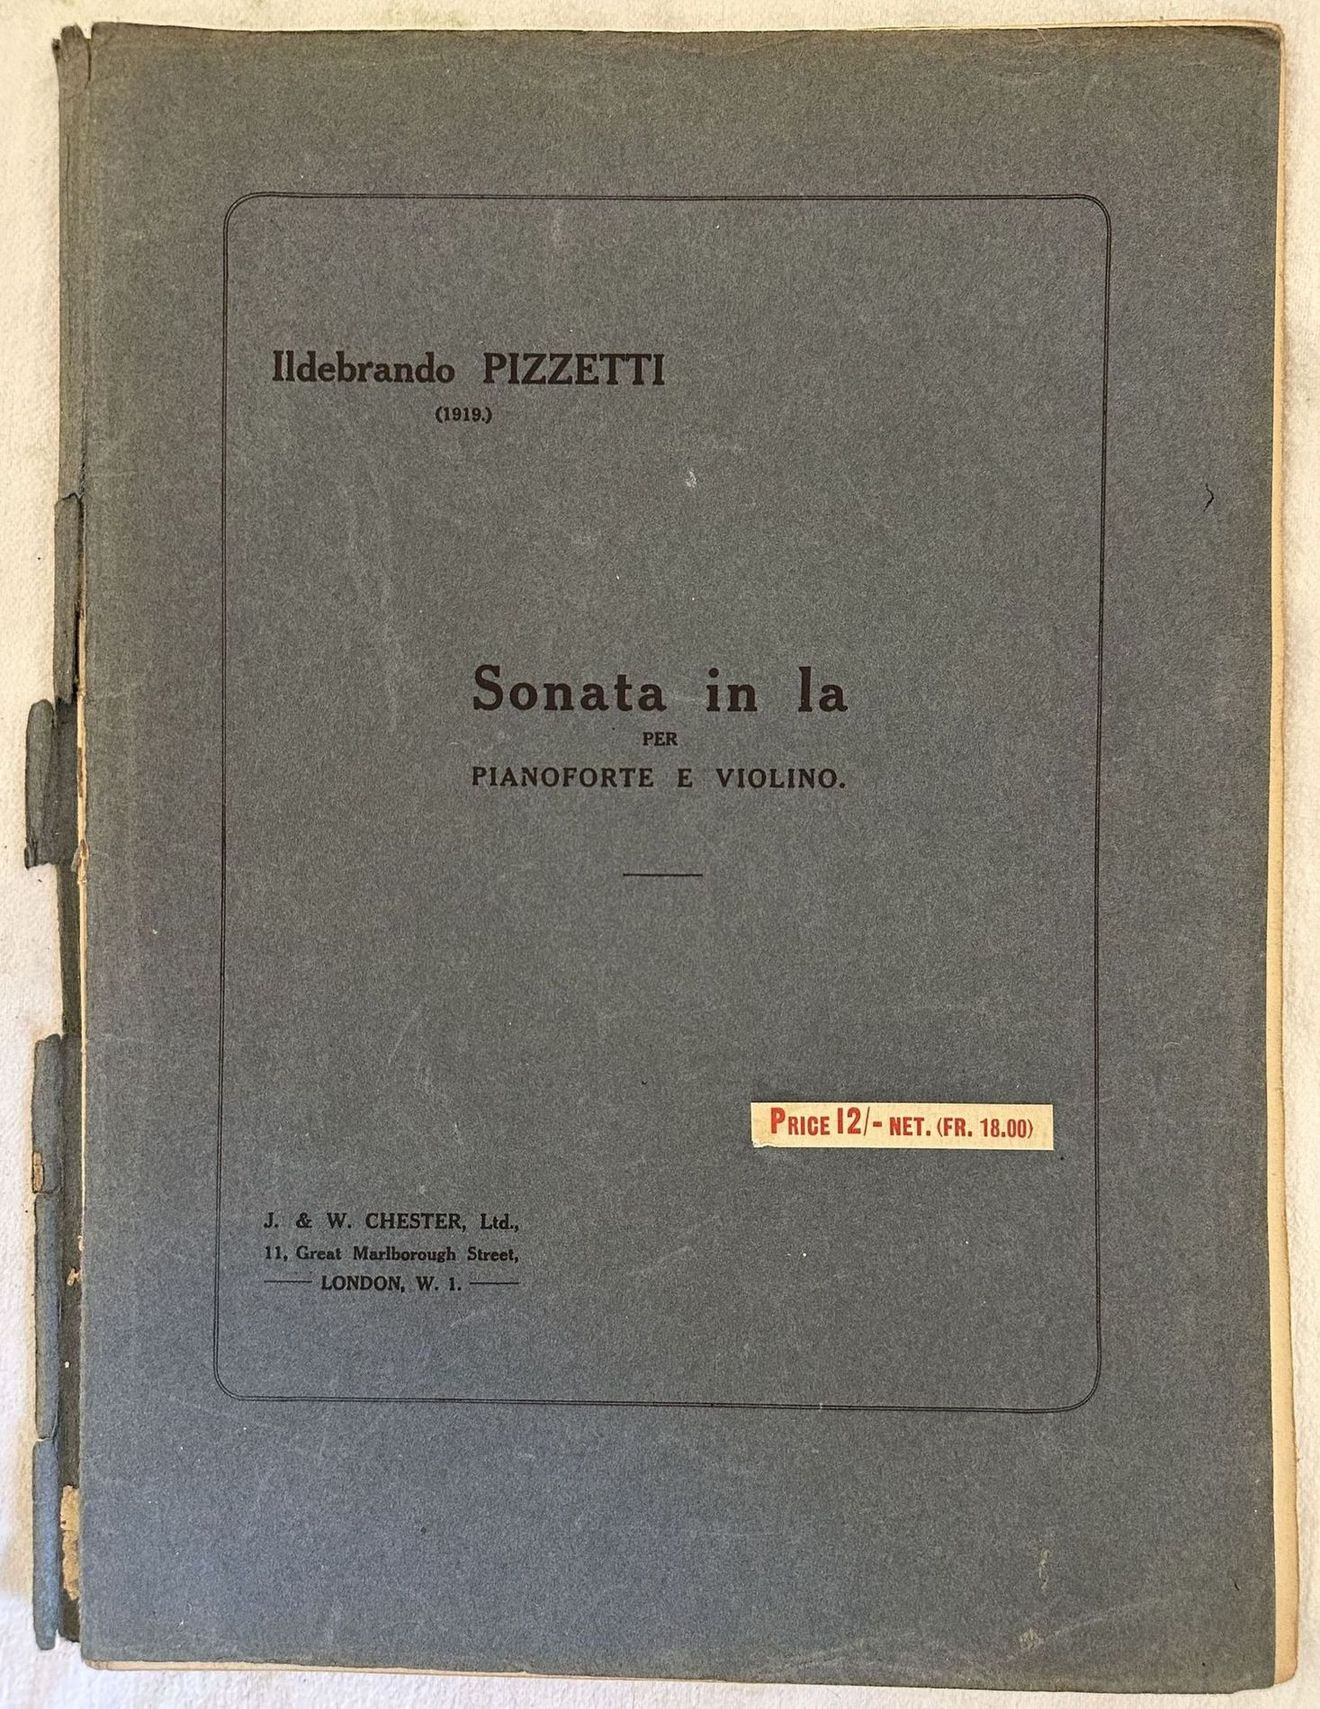 Ildebrando PIZZETTI
(1919.)
Sonata in la
PER
PIANOFORTE E VIOLINO.
PRICE 12/- NET. (FR. 18.00)
J. & W. CHESTER, Ltd.,
11, Great Marlborough Street,
LONDON, W. 1.